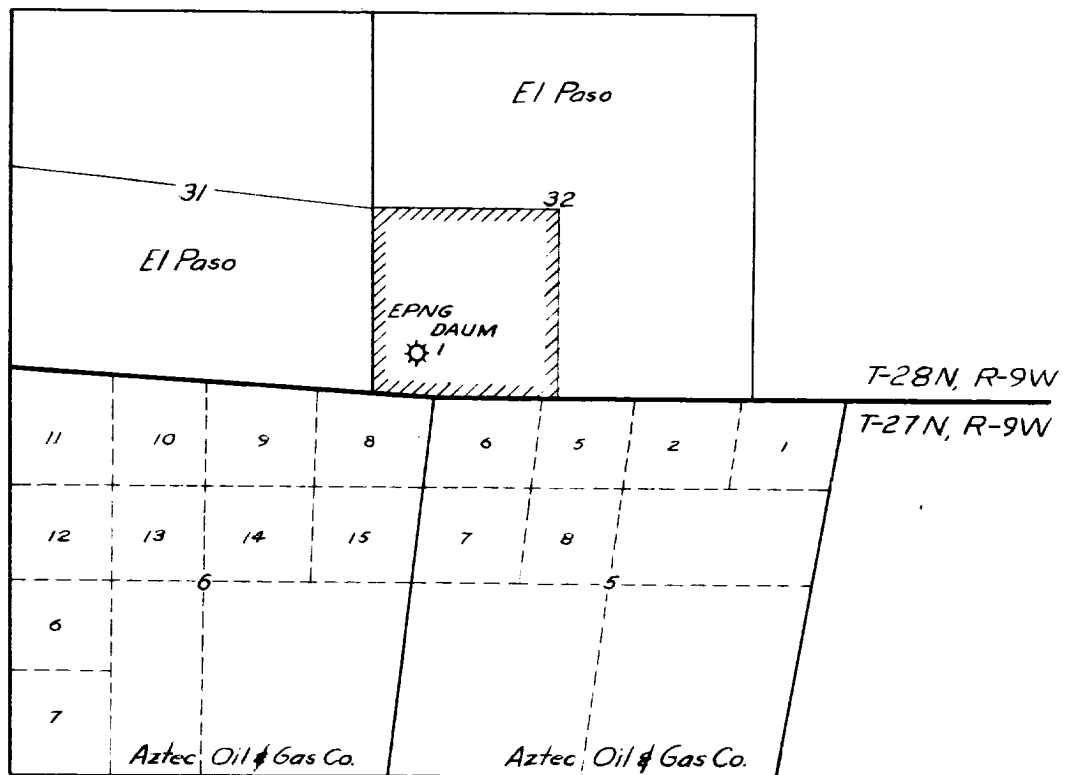 El Paso
31
32
El Paso
EPNG
DAUM
1
T-28N, R-9W
T-27N, R-9W
11 10 9 8 6 5 2 1
12 13 14 15 7 8
6 5
6
7
Aztec Oil & Gas Co. Aztec Oil & Gas Co.